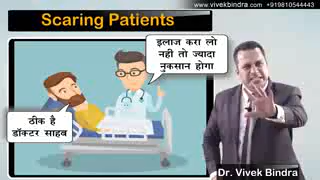 www.vivekbindra.com +919810544443
Scaring Patients
इलाज करा लो
नही तो ज्यादा
नुकसान होगा
ठीक है
डॉक्टर साहब
Dr. Vivek Bindra